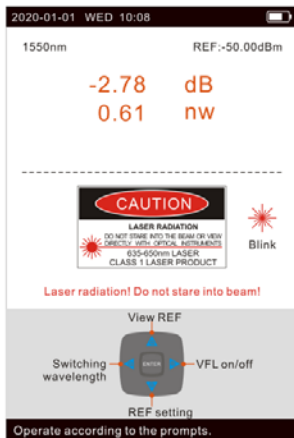 2020-01-01 WED 10:08
1550nm REF:-50.00dBm
-2.78 dB
0.61 nw
CAUTION
LASER RADIATION
DO NOT STARE INTO THE BEAM OR VIEW
DIRECTLY WITH OPTICAL INSTRUMENTS
635-650nm LASER
CLASS 1 LASER PRODUCT
Blink
Laser radiation! Do not stare into beam!
View REF
Switching
wavelength
ENTER
VFL on/off
REF setting
Operate according to the prompts.